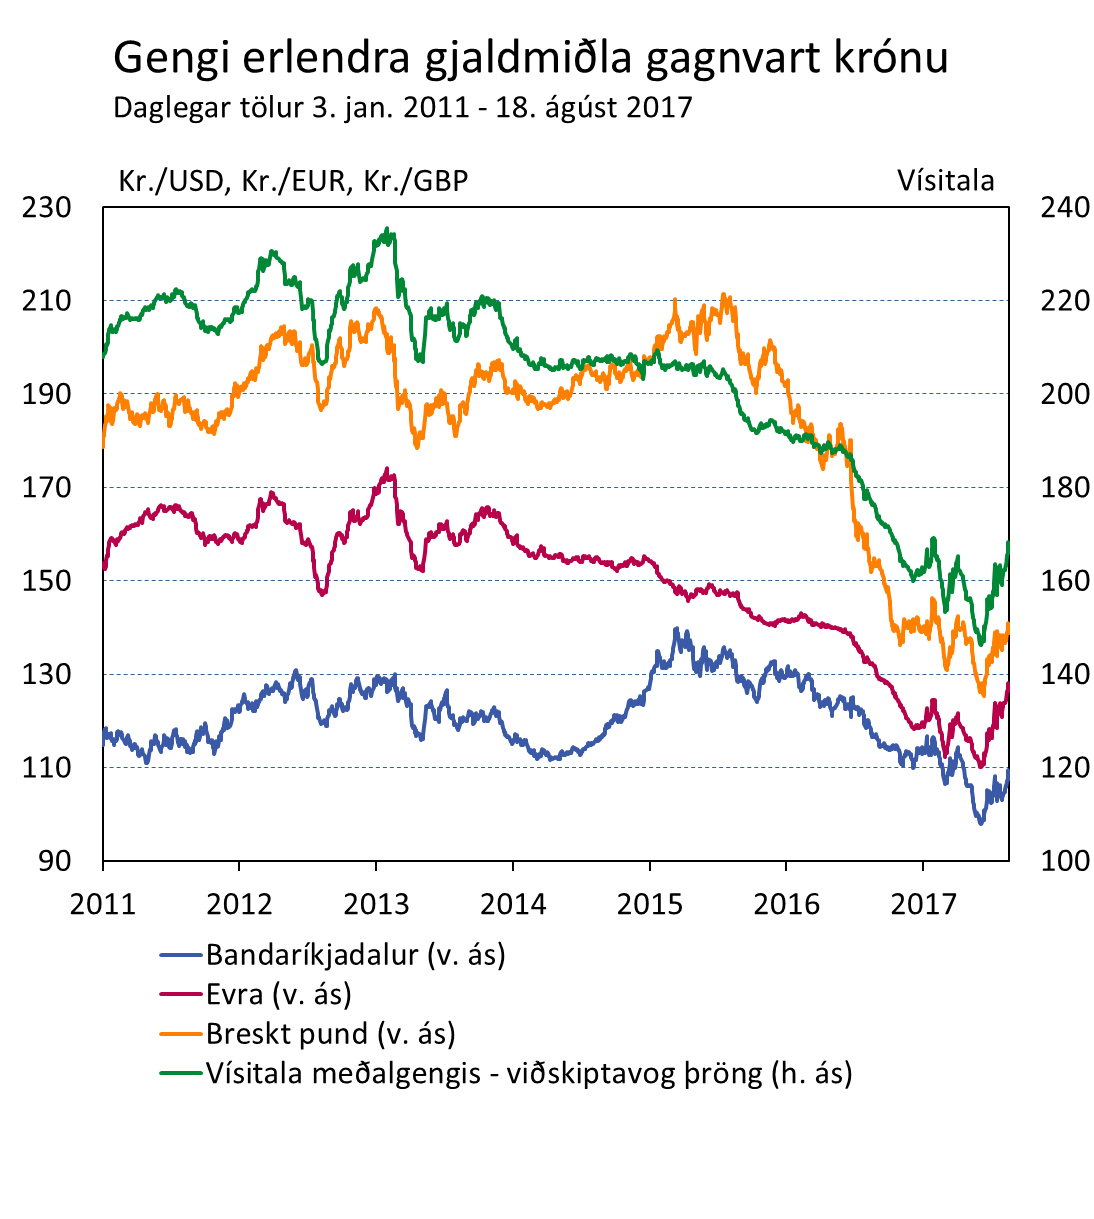 Gengi erlendra gjaldmiðla gagnvart krónu
Daglegar tölur 3. jan. 2011 - 18. ágúst 2017
Kr./USD, Kr./EUR, Kr./GBP Vísitala
230 240
210 220
190 200
170 180
150 160
130 140
110 120
90 100
2011 2012 2013 2014 2015 2016 2017
Bandaríkjadalur (v. ás)
Evra (v. ás)
Breskt pund (v. ás)
Vísitala meðalgengis - viðskiptavog þröng (h. ás)